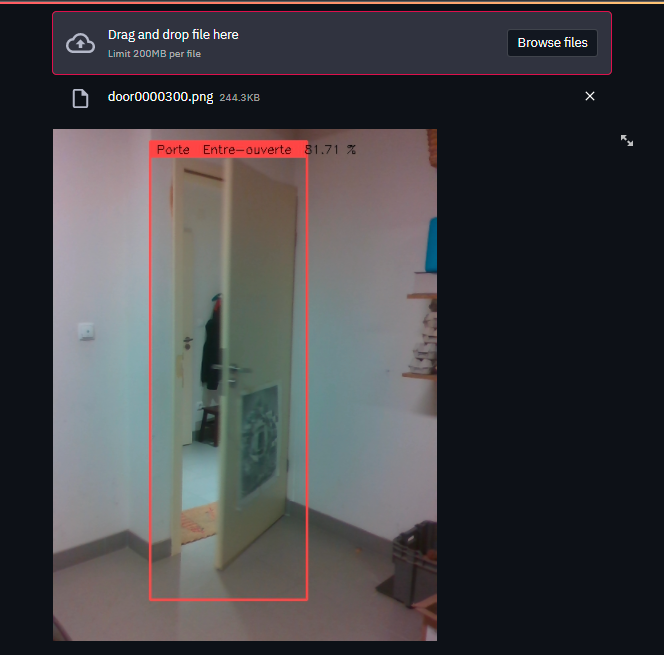 Drag and drop file here
Limit 200MB per file
Browse files
door0000300.png 244.3KB
Porte Entre-ouverte 81.71 %